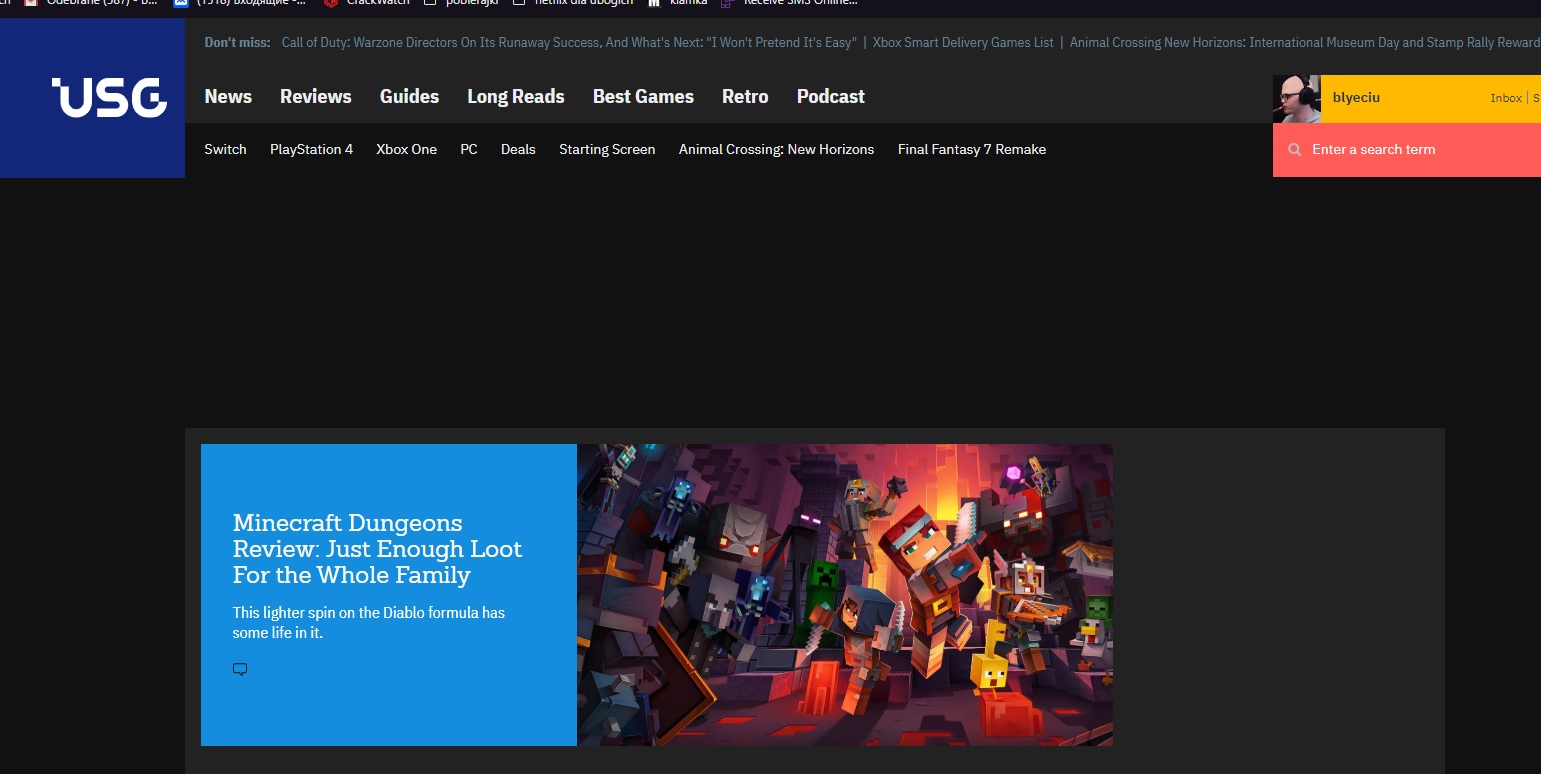 Odebrane (587) - B...
(1518) Входящие -...
CrackWatch
pobierajki
netflix dla ubogich
klamka
Receive SMS Online...
USG
Don't miss: Call of Duty: Warzone Directors On Its Runaway Success, And What's Next: "I Won't Pretend It's Easy" | Xbox Smart Delivery Games List | Animal Crossing New Horizons: International Museum Day and Stamp Rally Reward
News Reviews Guides Long Reads Best Games Retro Podcast
blyeciu
Inbox | S
Switch PlayStation 4 Xbox One PC Deals Starting Screen Animal Crossing: New Horizons Final Fantasy 7 Remake
Enter a search term
Minecraft Dungeons
Review: Just Enough Loot
For the Whole Family
This lighter spin on the Diablo formula has
some life in it.